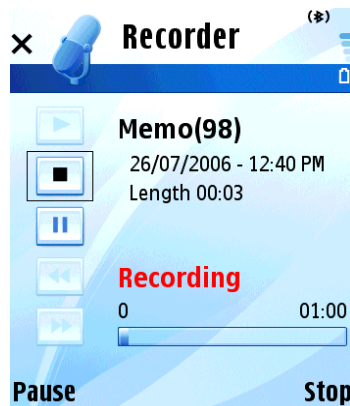 Recorder
Memo(98)
26/07/2006 - 12:40 PM
Length 00:03
Recording
0 01:00
Pause Stop